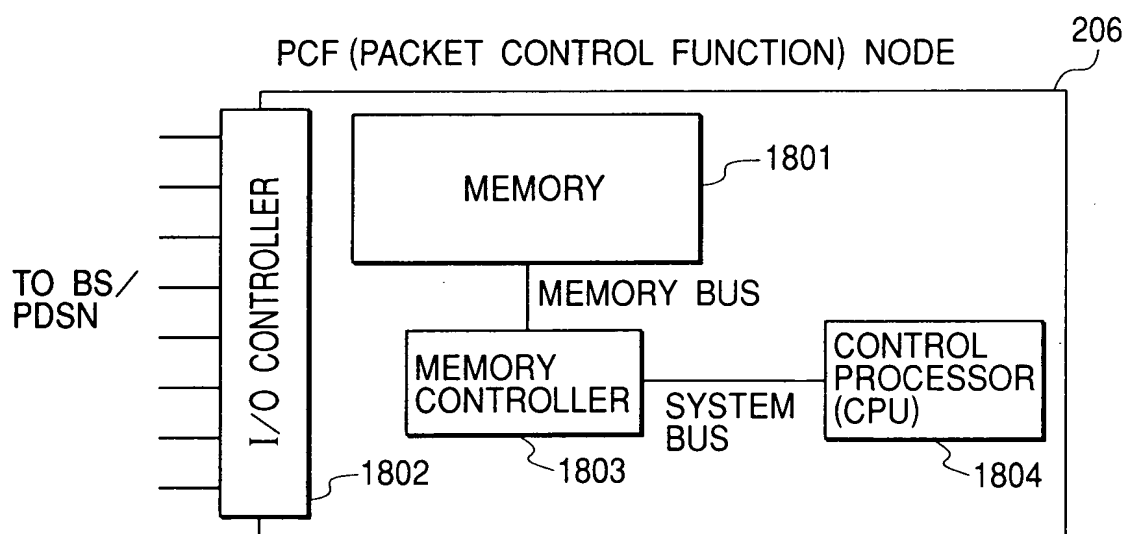 206
PCF (PACKET CONTROL FUNCTION) NODE
1801
MEMORY
I/O CONTROLLER
TO BS/
PDSN
MEMORY BUS
MEMORY
CONTROLLER
CONTROL
PROCESSOR
(CPU)
SYSTEM
BUS
1802
1803
1804